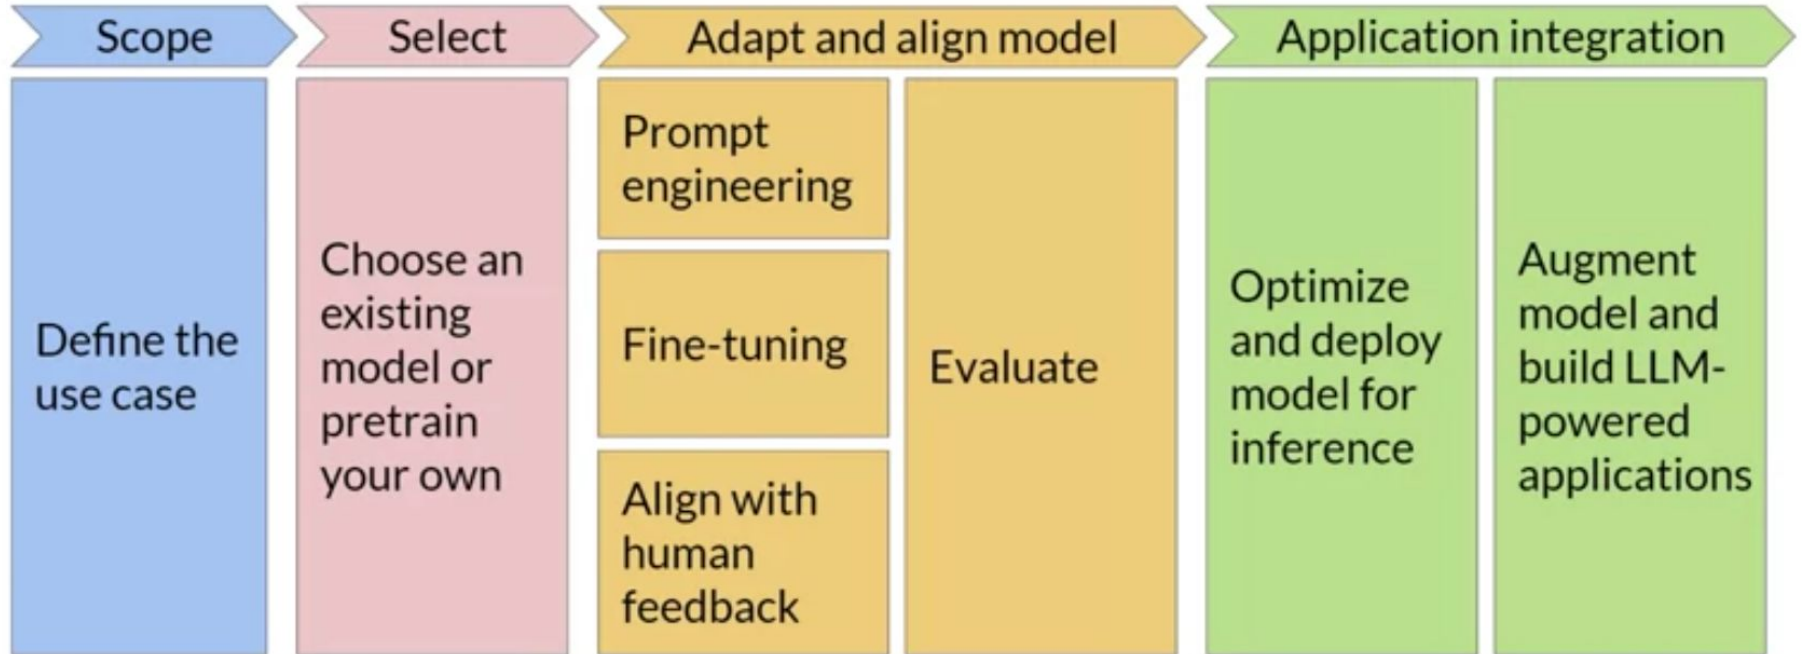 Scope
Select
Adapt and align model
Application integration
Define the
use case
Choose an
existing
model or
pretrain
your own
Prompt
engineering
Fine-tuning
Align with
human
feedback
Evaluate
Optimize
and deploy
model for
inference
Augment
model and
build LLM-
powered
applications